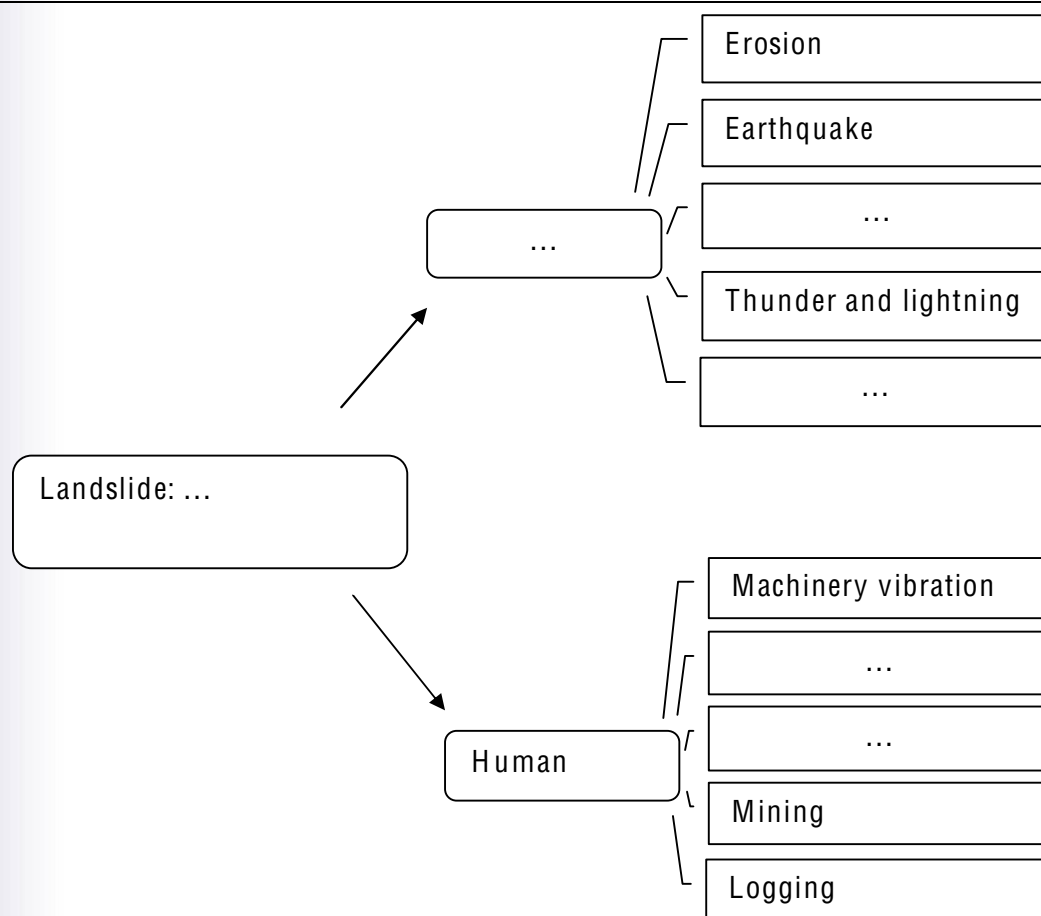 Erosion
Earthquake
...
...
Thunder and lightning
...
Landslide: ...
Machinery vibration
...
...
Human
Mining
Logging